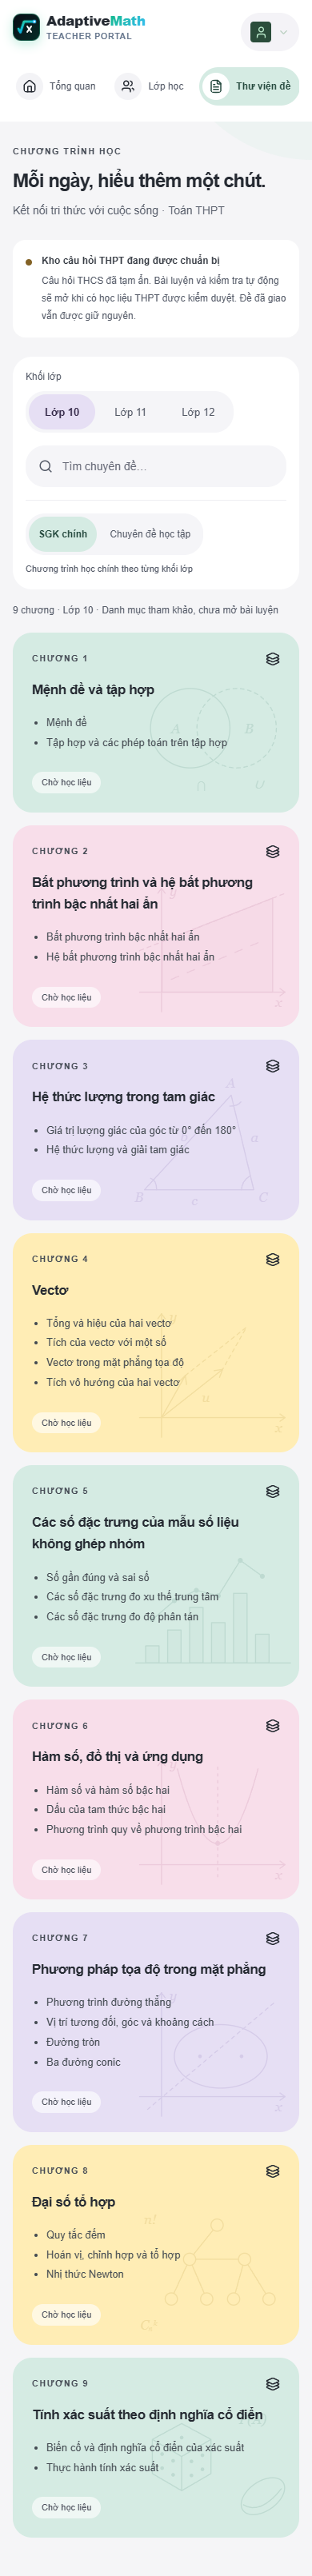 AdaptiveMath
TEACHER PORTAL
Tổng quan
Lớp học
Thư viện đề
CHƯƠNG TRÌNH HỌC
Mỗi ngày, hiểu thêm một chút.
Kết nối tri thức với cuộc sống · Toán THPT
Kho câu hỏi THPT đang được chuẩn bị
Câu hỏi THCS đã tạm ẩn. Bài luyện và kiểm tra tự động
sẽ mở khi có học liệu THPT được kiểm duyệt. Đề đã giao
vẫn được giữ nguyên.
Khối lớp
Lớp 10
Lớp 11
Lớp 12
Tìm chuyên đề...
SGK chính
Chuyên đề học tập
Chương trình học chính theo từng khối lớp
9 chương · Lớp 10 · Danh mục tham khảo, chưa mở bài luyện
CHƯƠNG 1
Mệnh đề và tập hợp
• Mệnh đề
• Tập hợp và các phép toán trên tập hợp
A B
∩ ∪
Chờ học liệu
CHƯƠNG 2
Bất phương trình và hệ bất phương
trình bậc nhất hai ẩn
y
• Bất phương trình bậc nhất hai ẩn
• Hệ bất phương trình bậc nhất hai ẩn
Chờ học liệu
x
CHƯƠNG 3
A
Hệ thức lượng trong tam giác
• Giá trị lượng giác của góc từ 0° đến 180°
b a
• Hệ thức lượng và giải tam giác
Chờ học liệu
B c C
CHƯƠNG 4
Vectơ
y
• Tổng và hiệu của hai vectơ
• Tích của vectơ với một số
• Vectơ trong mặt phẳng tọa độ
• Tích vô hướng của hai vectơ
u
Chờ học liệu
x
CHƯƠNG 5
Các số đặc trưng của mẫu số liệu
không ghép nhóm
• Số gần đúng và sai số
• Các số đặc trưng đo xu thế trung tâm
• Các số đặc trưng đo độ phân tán
Chờ học liệu
CHƯƠNG 6
Hàm số, đồ thị và ứng dụng
y
• Hàm số và hàm số bậc hai
• Dấu của tam thức bậc hai
• Phương trình quy về phương trình bậc hai
Chờ học liệu
x
CHƯƠNG 7
Phương pháp tọa độ trong mặt phẳng
y
• Phương trình đường thẳng
• Vị trí tương đối, góc và khoảng cách
• Đường tròn
• Ba đường conic
Chờ học liệu
x
CHƯƠNG 8
Đại số tổ hợp
n!
• Quy tắc đếm
• Hoán vị, chỉnh hợp và tổ hợp
• Nhị thức Newton
Chờ học liệu
CHƯƠNG 9
Tính xác suất theo định nghĩa cổ điển
• Biến cố và định nghĩa cổ điển của xác suất
• Thực hành tính xác suất
Chờ học liệu